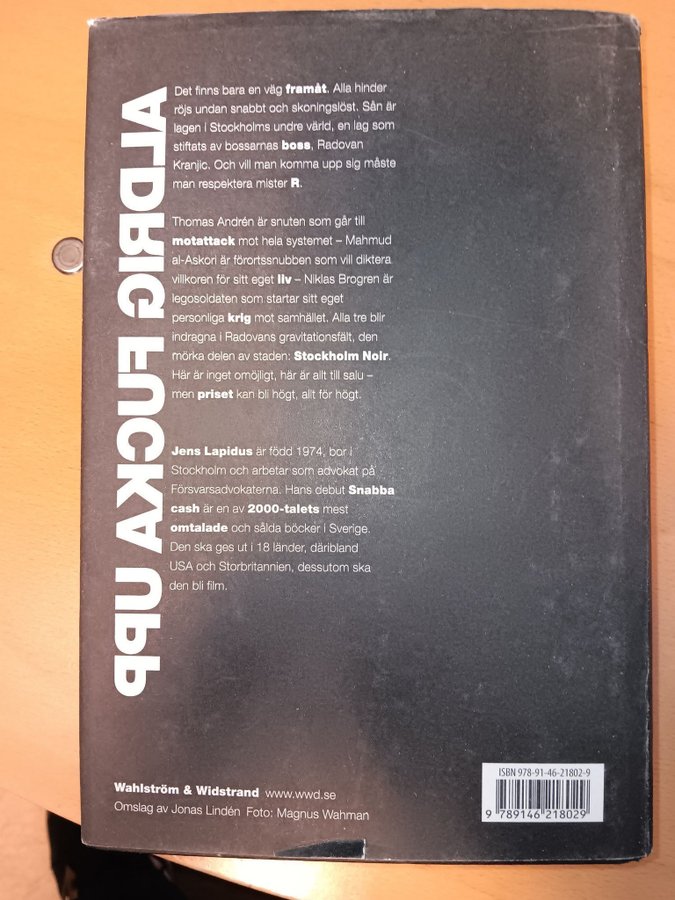 ALDRIG FUCKA UPP
Det finns bara en väg framåt. Alla hinder
röjs undan snabbt och skoningslöst. Sån är
lagen i Stockholms undre värld, en lag som
stiftats av bossarnas boss, Radovan
Kranjic. Och vill man komma upp sig måste
man respektera mister R.
Thomas Andrén är snuten som går till
motattack mot hela systemet – Mahmud
al-Askori är förortssnubben som vill diktera
villkoren för sitt eget liv – Niklas Brogren är
legosoldaten som startar sitt eget
personliga krig mot samhället. Alla tre blir
indragna i Radovans gravitationsfält, den
mörka delen av staden: Stockholm Noir.
Här är inget omöjligt, här är allt till salu –
men priset kan bli högt, allt för högt.
Jens Lapidus är född 1974, bor i
Stockholm och arbetar som advokat på
Försvarsadvokaterna. Hans debut Snabba
cash är en av 2000-talets mest
omtalade och sålda böcker i Sverige.
Den ska ges ut i 18 länder, däribland
USA och Storbritannien, dessutom ska
den bli film.
Wahlström & Widstrand www.wwd.se
Omslag av Jonas Lindén Foto: Magnus Wahman
ISBN 978-91-46-21802-9
9 789146 218029